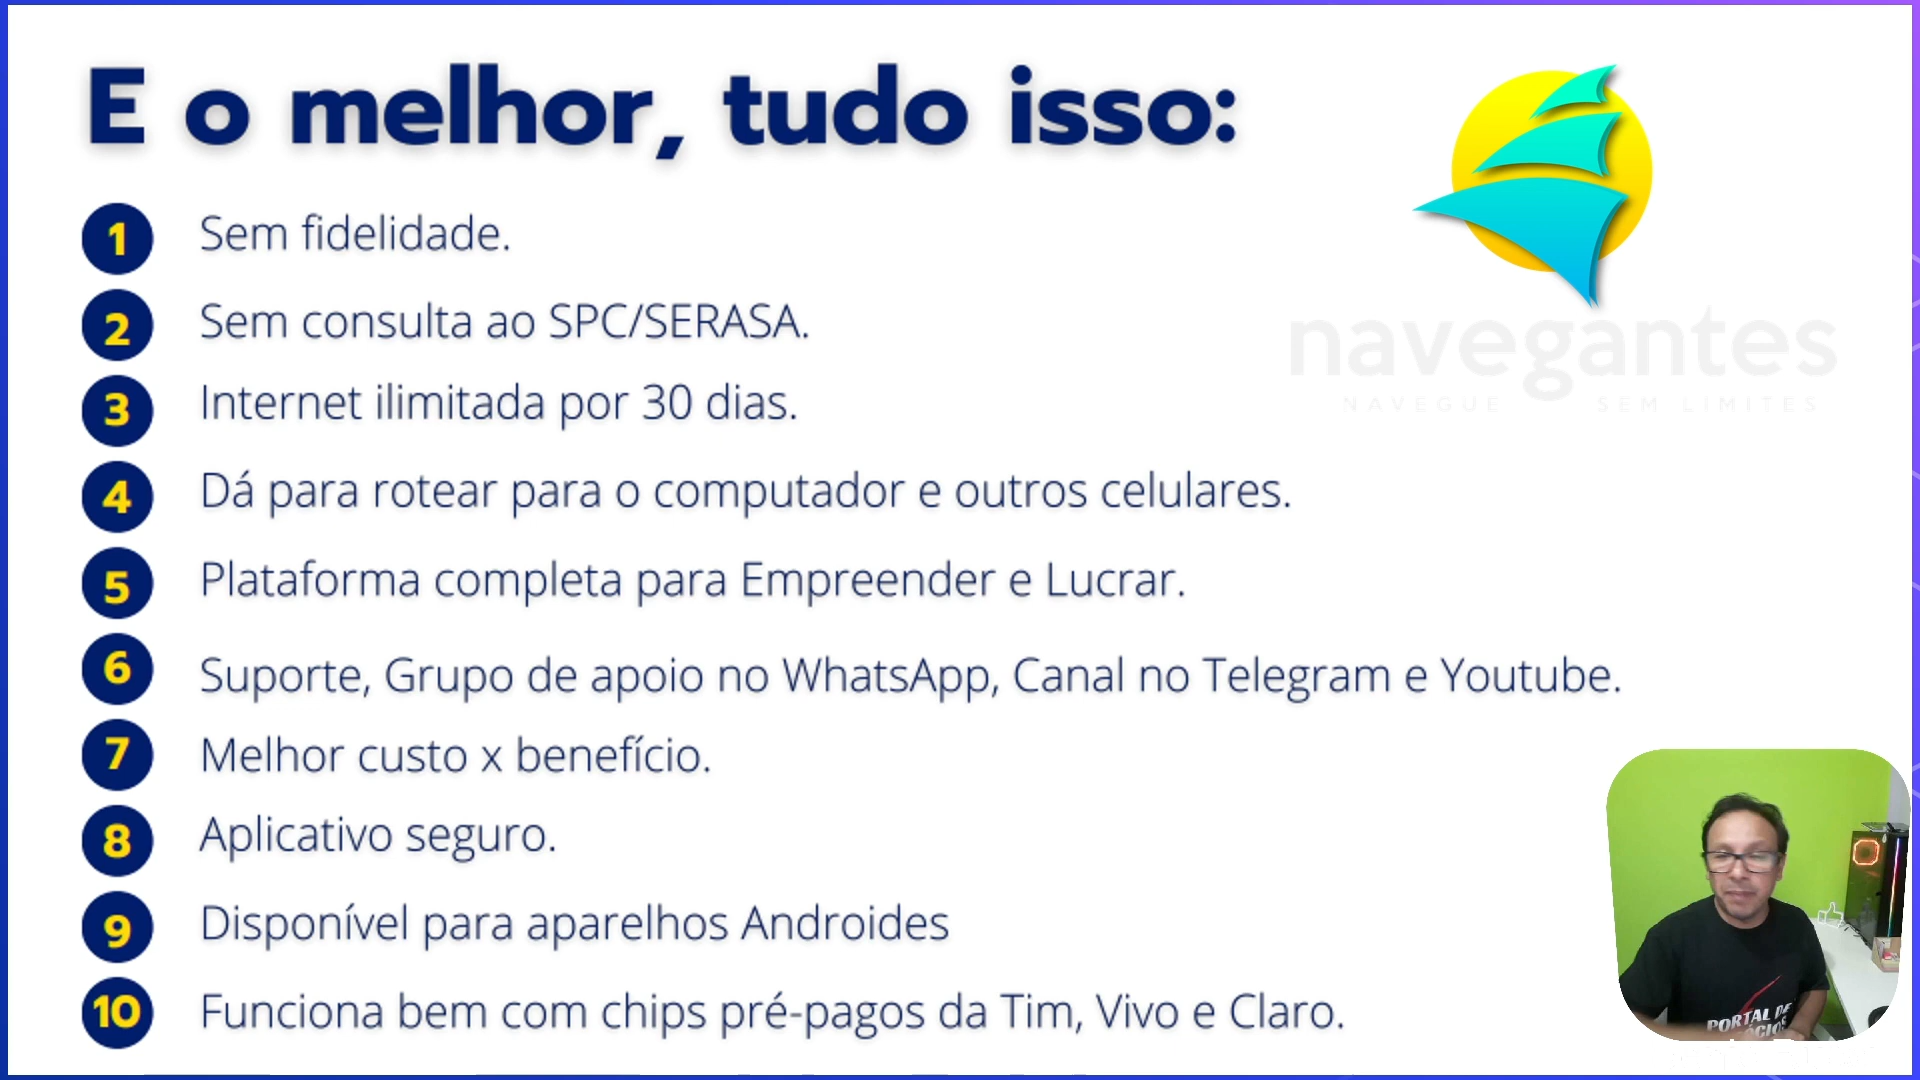 E o melhor, tudo isso:
1 Sem fidelidade.
2 Sem consulta ao SPC/SERASA.
3 Internet ilimitada por 30 dias.
4 Dá para rotear para o computador e outros celulares.
5 Plataforma completa para Empreender e Lucrar.
6 Suporte, Grupo de apoio no WhatsApp, Canal no Telegram e Youtube.
7 Melhor custo x benefício.
8 Aplicativo seguro.
9 Disponível para aparelhos Androides
10 Funciona bem com chips pré-pagos da Tim, Vivo e Claro.
navegantes
NAVEGUE SEM LIMITES
PORTAL DE